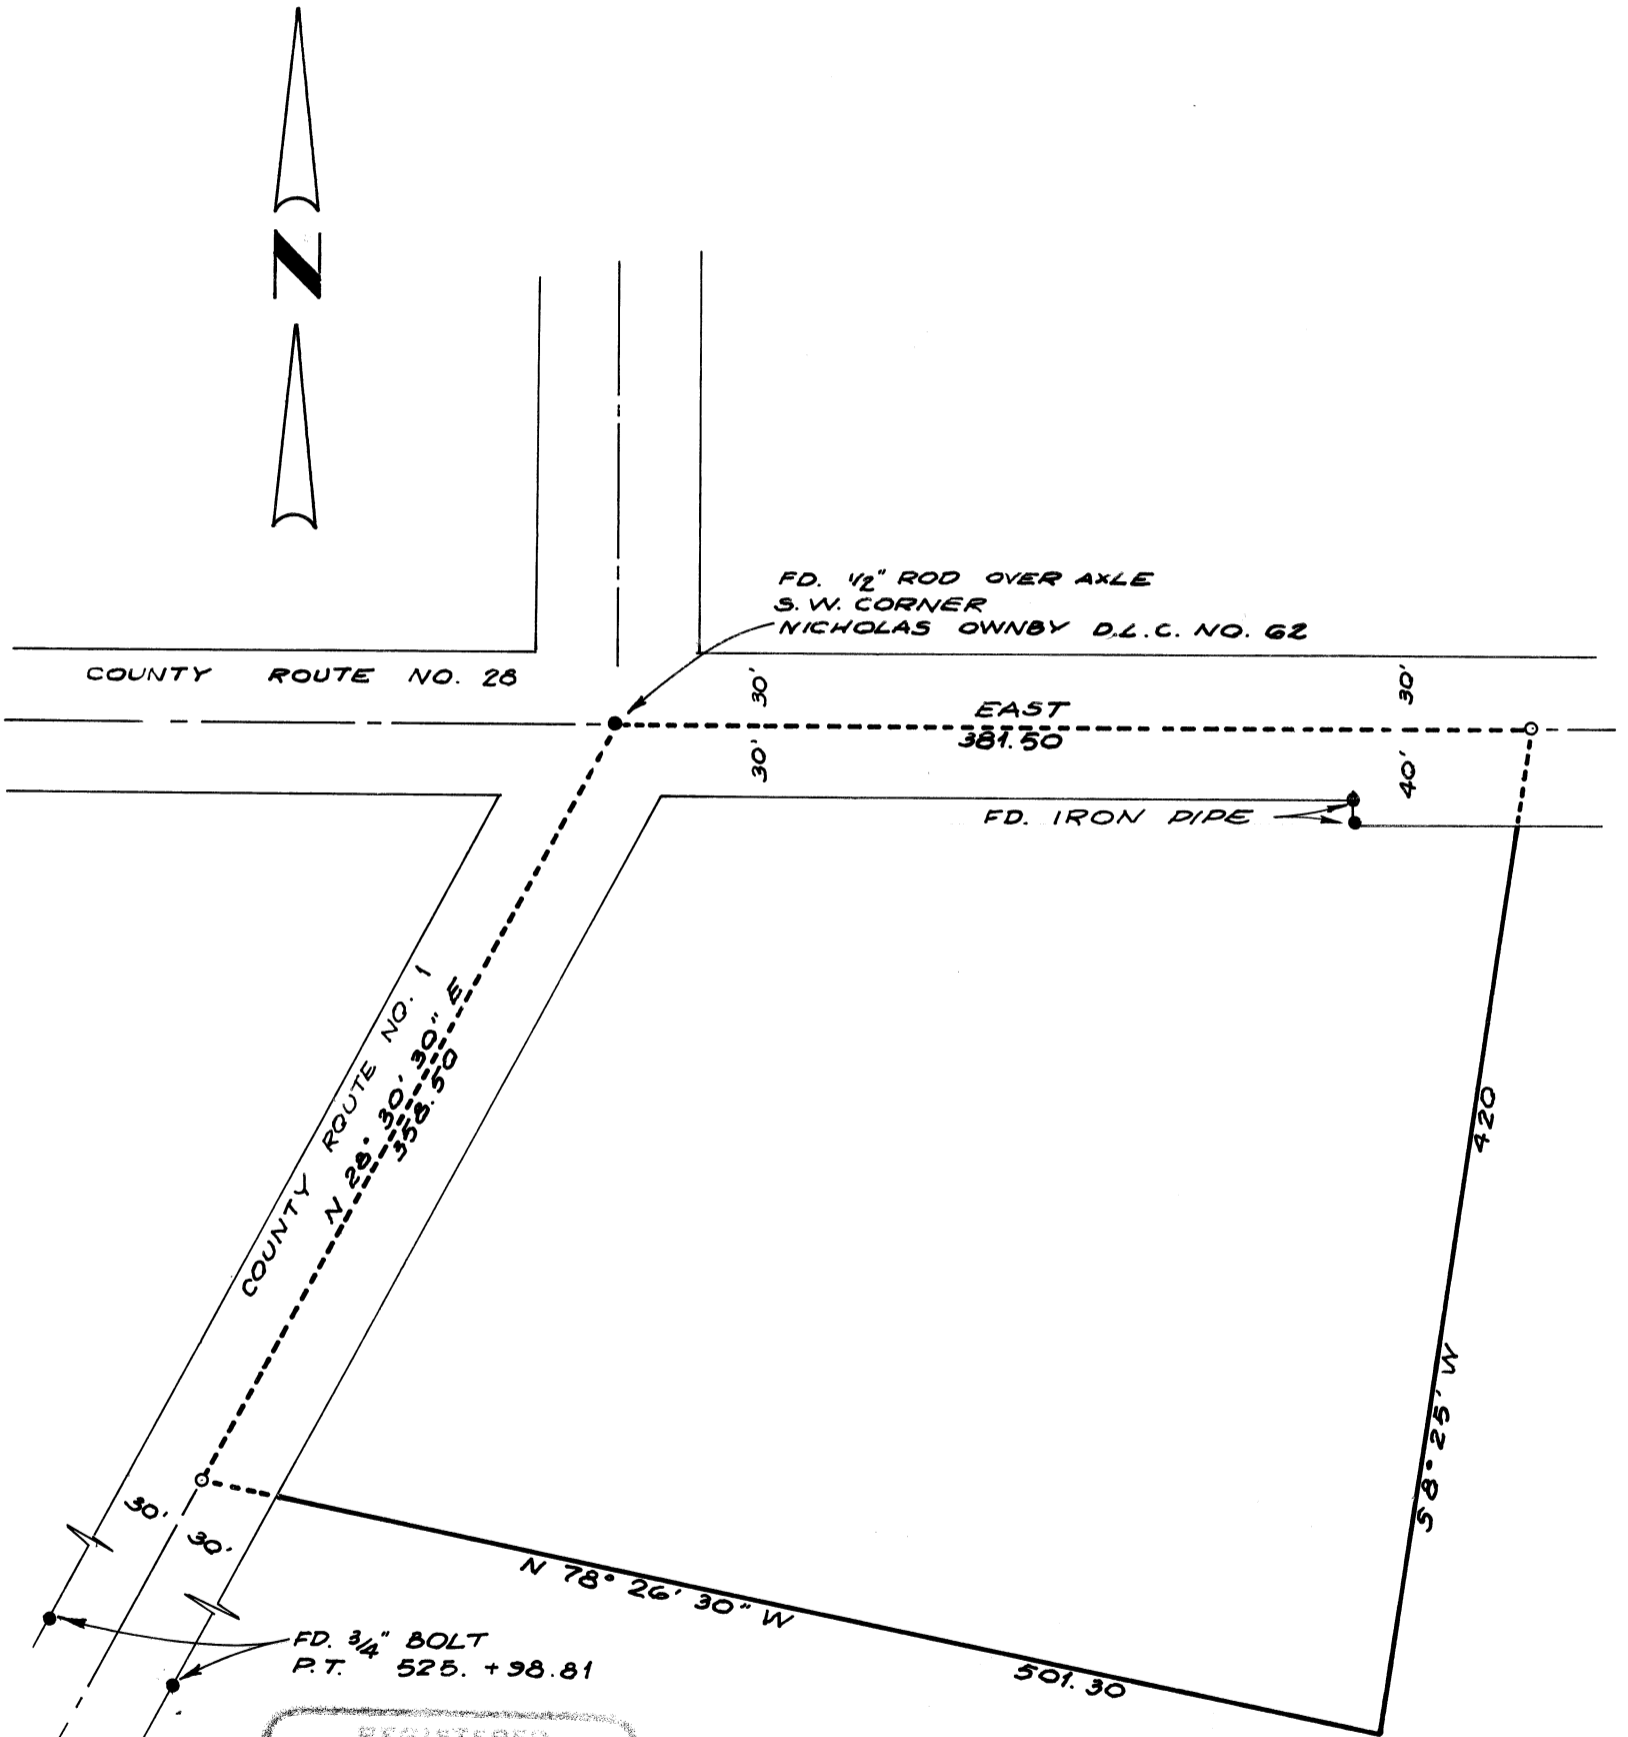 N
FD. 1/2" ROD OVER AXLE
S. W. CORNER
NICHOLAS OWNBY D.L.C. NO. 62
COUNTY ROUTE NO. 28
30'
30'
EAST
381.50
30'
40'
FD. IRON PIPE
COUNTY ROUTE NO. 1
N 28° 30' 30" E
358.50
420
S 8° 25' W
30'
30'
N 78° 26' 30" W
501.30
FD. 3/4" BOLT
P.T. 525. +98.81
REGISTERED